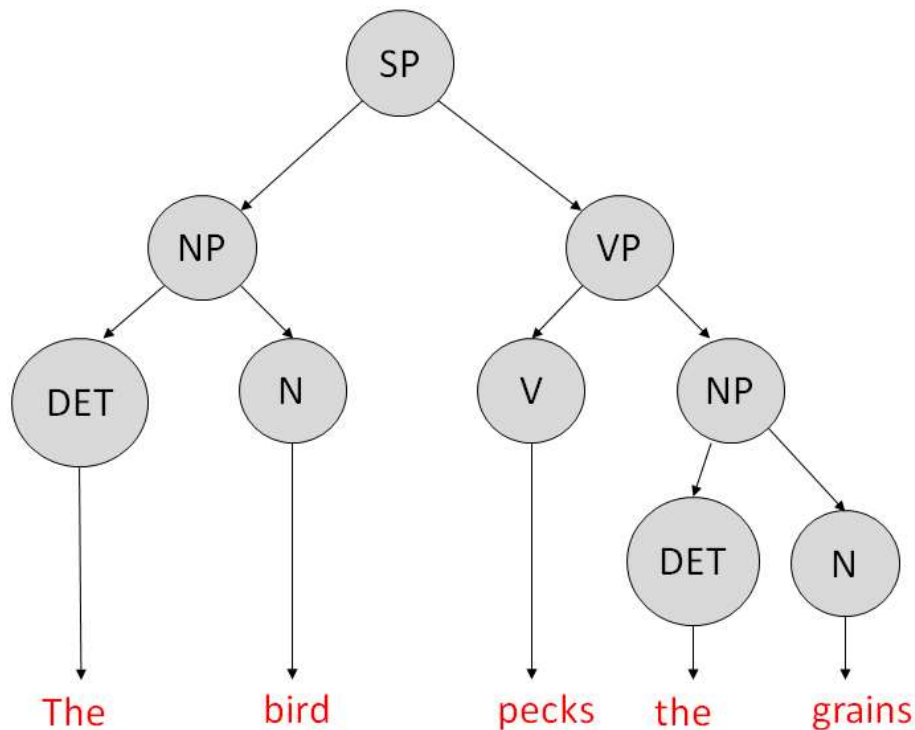 SP
NP VP
DET N V NP
DET N
The bird pecks the grains